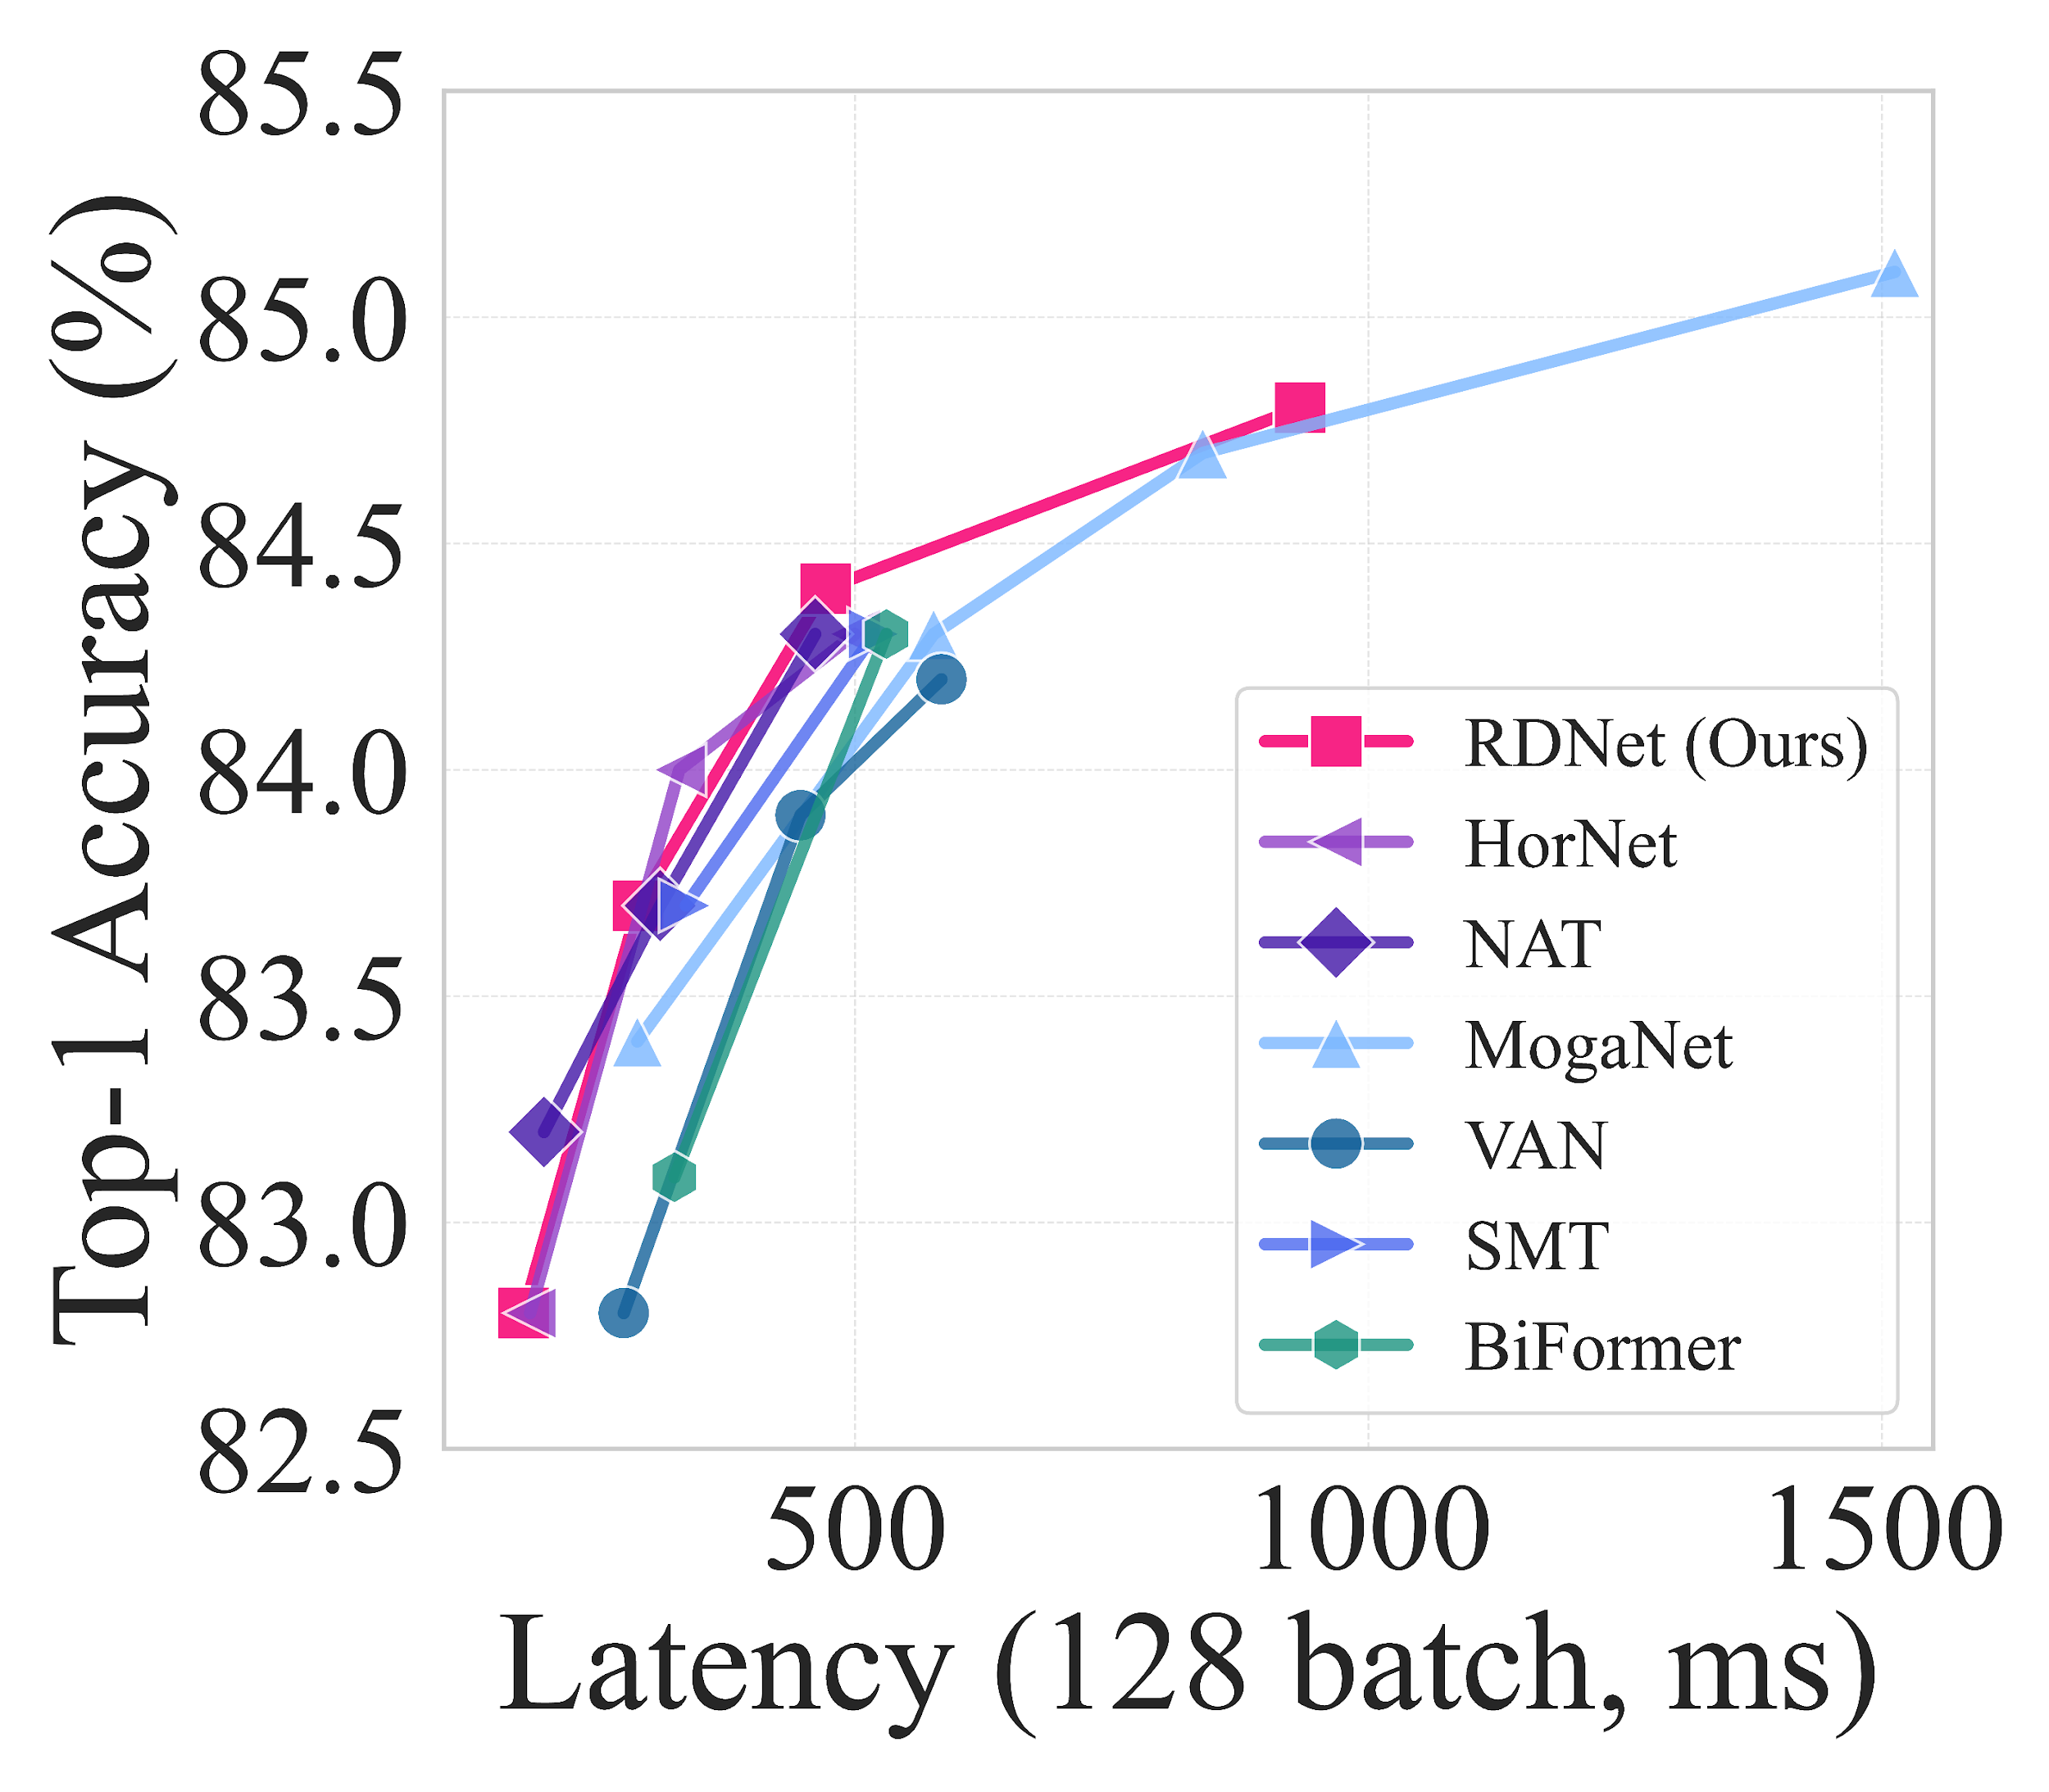 Top-1 Accuracy (%)
85.5
85.0
84.5
84.0
83.5
83.0
82.5
RDNet (Ours)
HorNet
NAT
MogaNet
VAN
SMT
BiFormer
500 1000 1500
Latency (128 batch, ms)